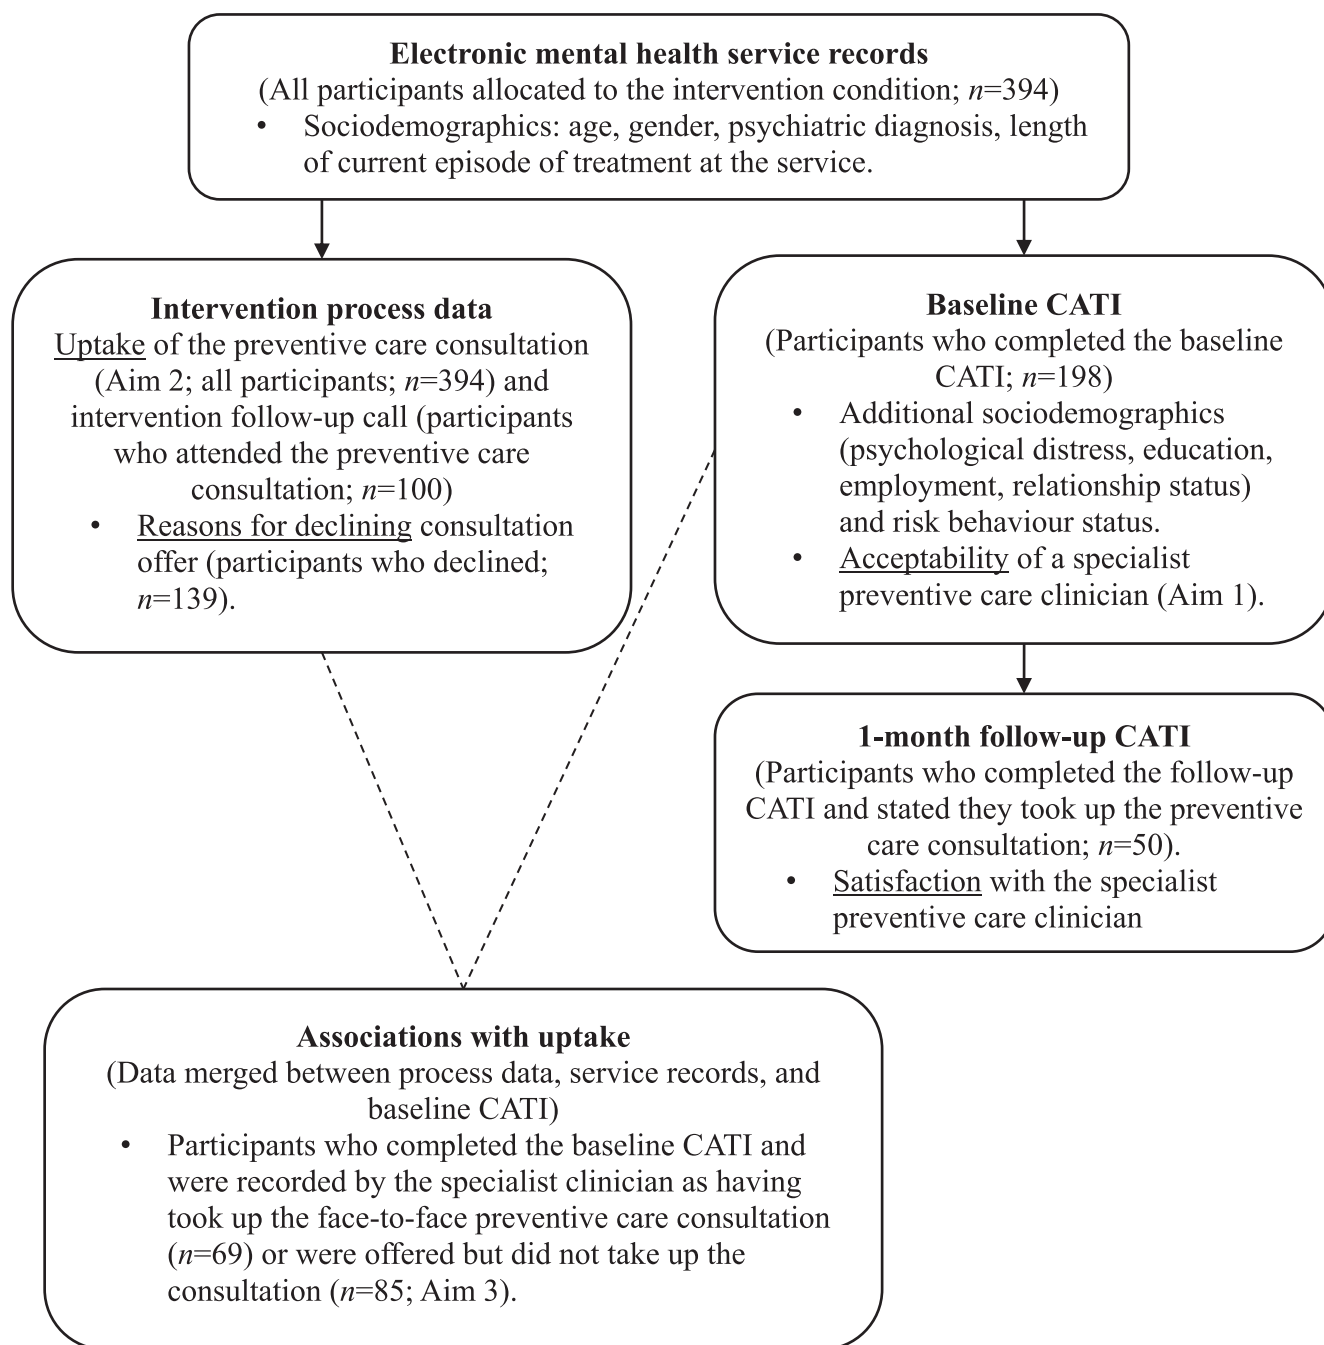 Electronic mental health service records
(All participants allocated to the intervention condition; n=394)
• Sociodemographics: age, gender, psychiatric diagnosis, length
of current episode of treatment at the service.
Intervention process data
Uptake of the preventive care consultation
(Aim 2; all participants; n=394) and
intervention follow-up call (participants
who attended the preventive care
consultation; n=100)
• Reasons for declining consultation
offer (participants who declined;
n=139).
Baseline CATI
(Participants who completed the baseline
CATI; n=198)
• Additional sociodemographics
(psychological distress, education,
employment, relationship status)
and risk behaviour status.
• Acceptability of a specialist
preventive care clinician (Aim 1).
1-month follow-up CATI
(Participants who completed the follow-up
CATI and stated they took up the preventive
care consultation; n=50).
• Satisfaction with the specialist
preventive care clinician
Associations with uptake
(Data merged between process data, service records, and
baseline CATI)
• Participants who completed the baseline CATI and
were recorded by the specialist clinician as having
took up the face-to-face preventive care consultation
(n=69) or were offered but did not take up the
consultation (n=85; Aim 3).